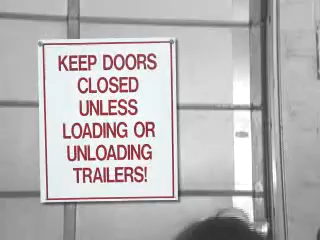 KEEP DOORS
CLOSED
UNLESS
LOADING OR
UNLOADING
TRAILERS!